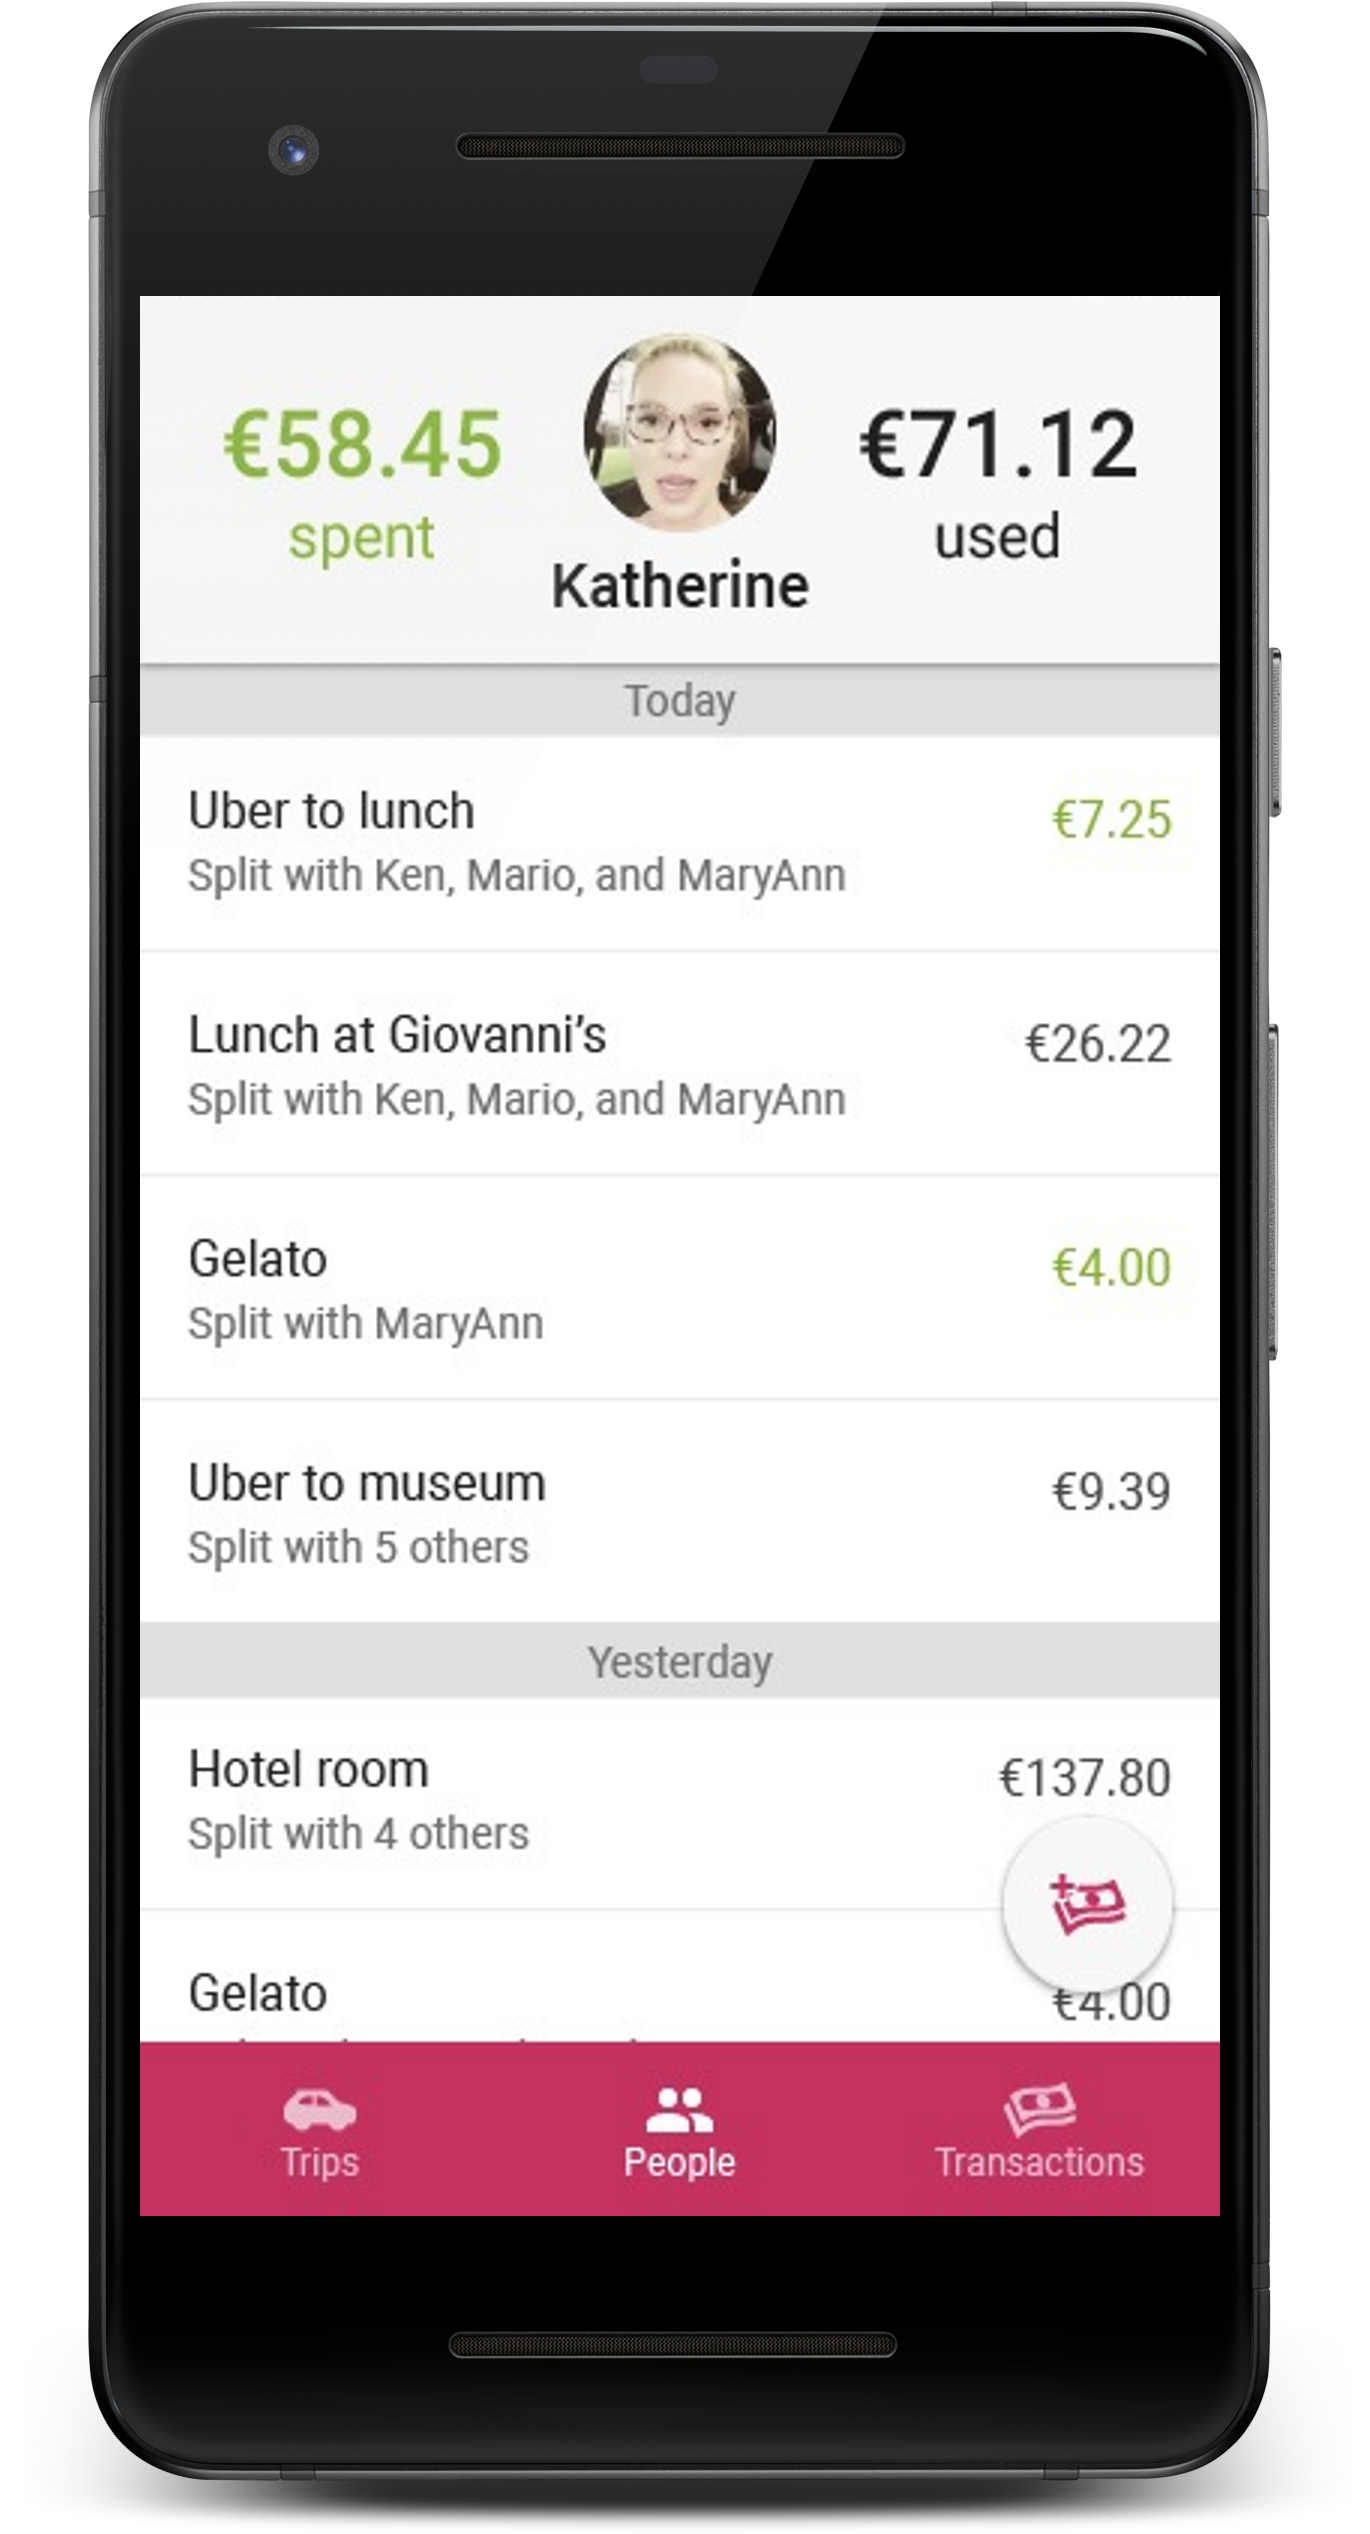 €58.45
spent
Katherine
€71.12
used
Today
Uber to lunch
€7.25
Split with Ken, Mario, and MaryAnn
Lunch at Giovanni’s
€26.22
Split with Ken, Mario, and MaryAnn
Gelato
€4.00
Split with MaryAnn
Uber to museum
€9.39
Split with 5 others
Yesterday
Hotel room
€137.80
Split with 4 others
Gelato
€4.00
Trips
People
Transactions